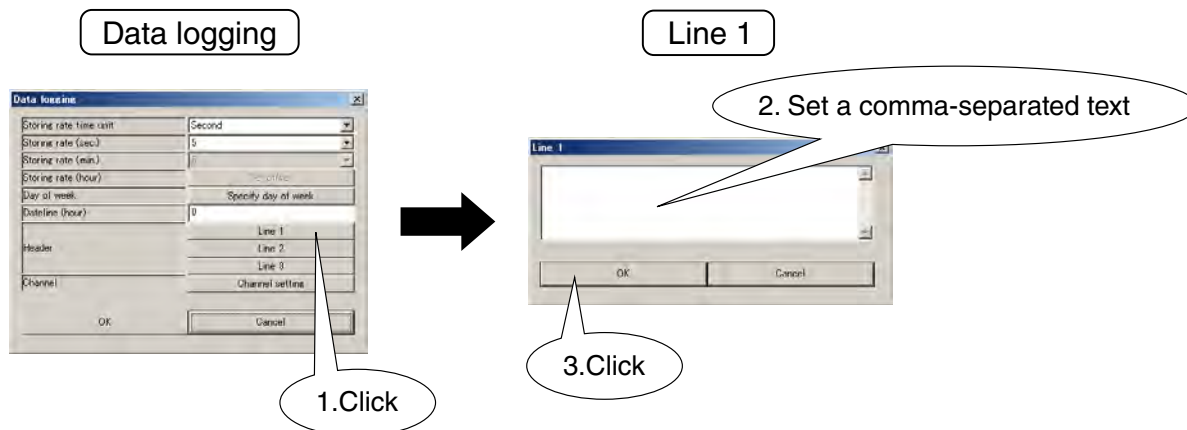 Data logging
Line 1
Data logging
Storing rate time unit
Second
Storing rate (sec.)
5
Storing rate (min.)
Storing rate (hour)
Day of week
Specify day of week
Dateline (hour)
0
Header
Line 1
Line 2
Line 3
Channel
Channel setting
OK
Cancel
1.Click
2. Set a comma-separated text
Line 1
OK
Cancel
3.Click